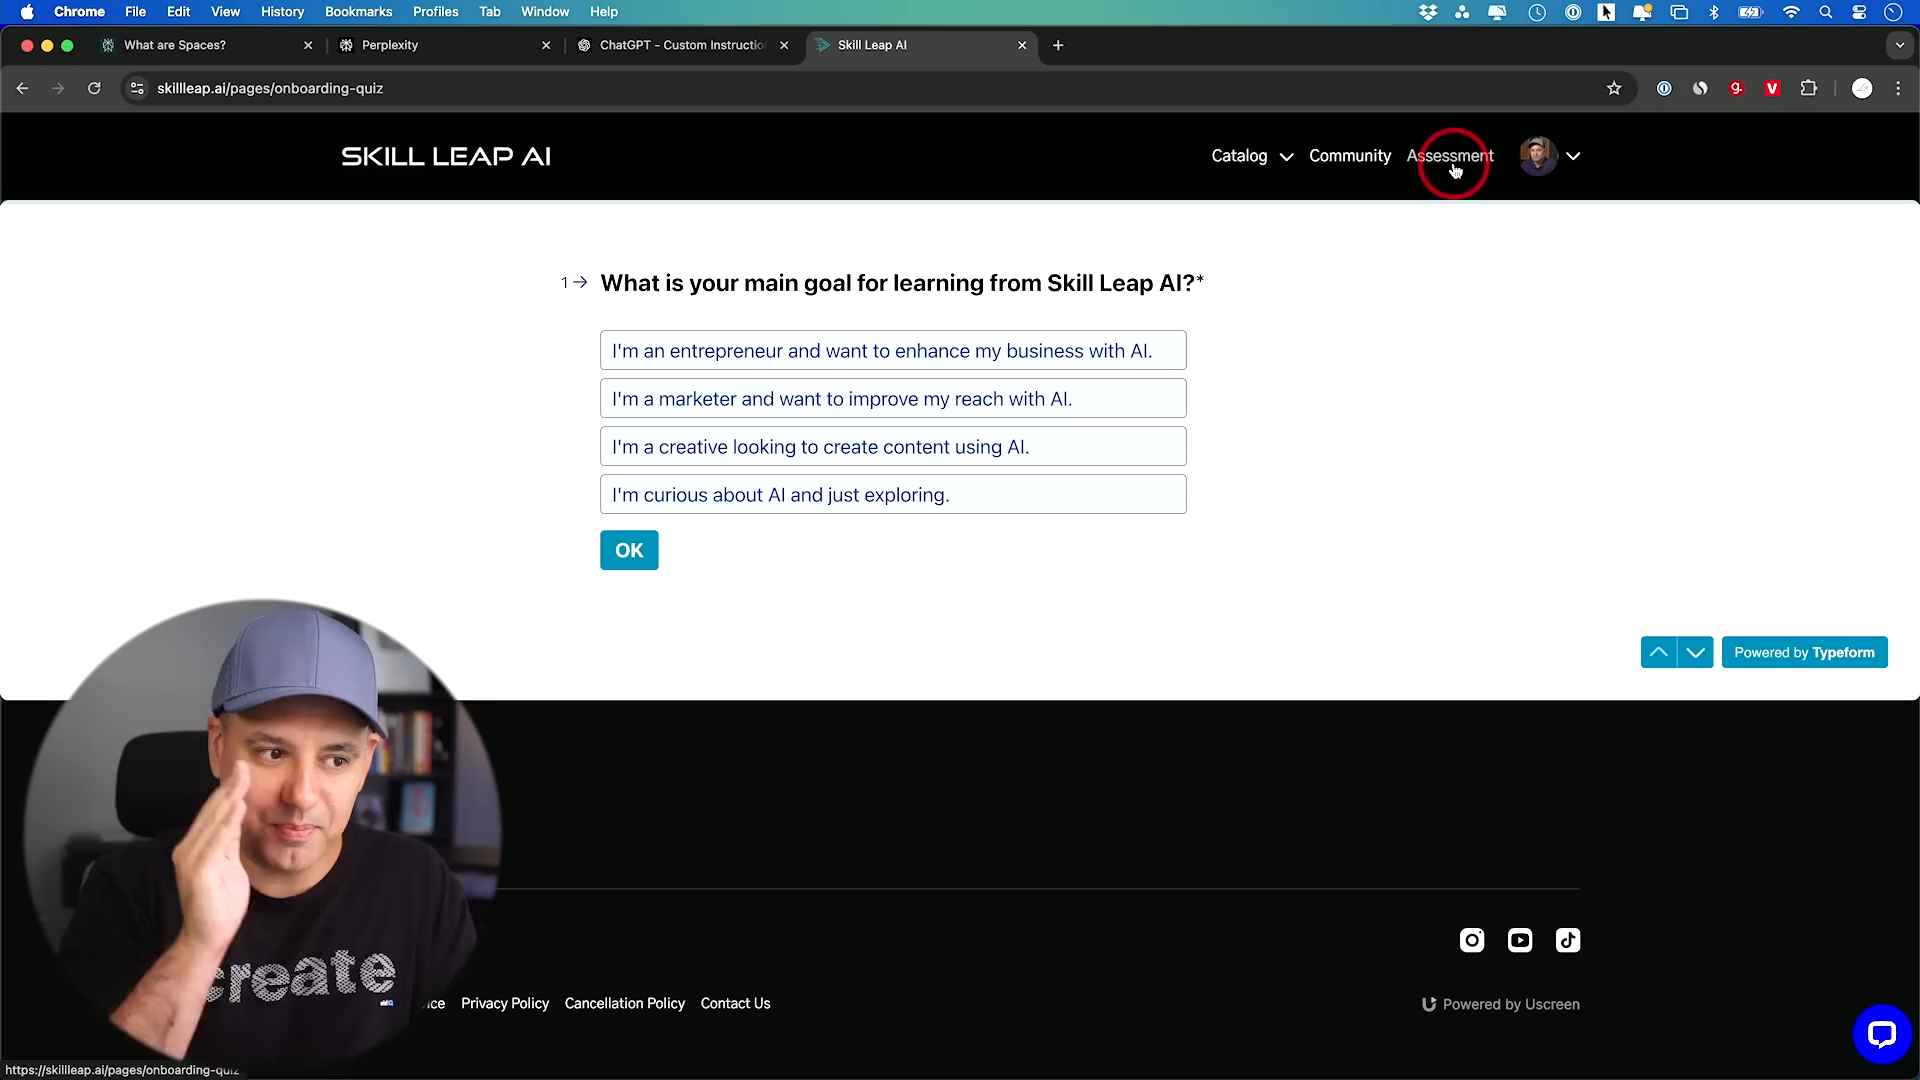 Chrome File Edit View History Bookmarks Profiles Tab Window Help
What are Spaces?
Perplexity
ChatGPT - Custom Instructio
Skill Leap AI
skillleap.ai/pages/onboarding-quiz
SKILL LEAP AI
Catalog Community Assessment
1 → What is your main goal for learning from Skill Leap AI?*
I'm an entrepreneur and want to enhance my business with AI.
I'm a marketer and want to improve my reach with AI.
I'm a creative looking to create content using AI.
I'm curious about AI and just exploring.
OK
Powered by Typeform
create
ice Privacy Policy Cancellation Policy Contact Us
Powered by Uscreen
https://skillleap.ai/pages/onboarding-quiz